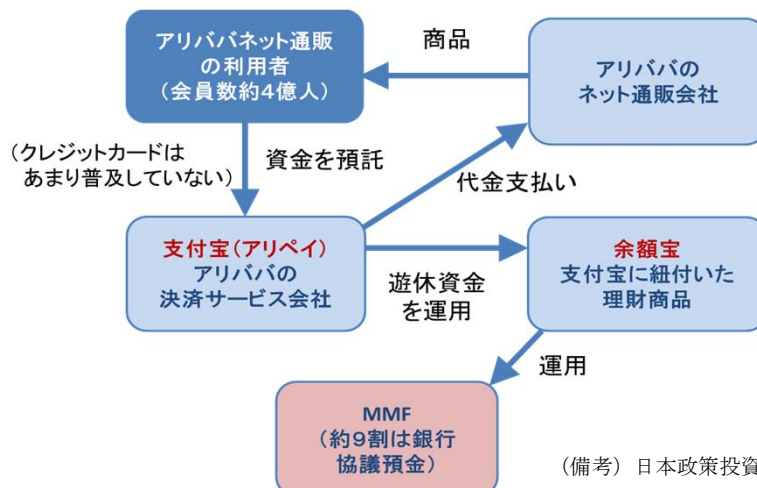 アリババネット通販
の利用者
(会員数約4億人)
商品
アリババの
ネット通販会社
(クレジットカードは
あまり普及していない)
資金を預託
代金支払い
支付宝(アリペイ)
アリババの
決済サービス会社
遊休資金
を運用
余額宝
支付宝に紐付いた
理財商品
運用
MMF
(約9割は銀行
協議預金)
(備考) 日本政策投資